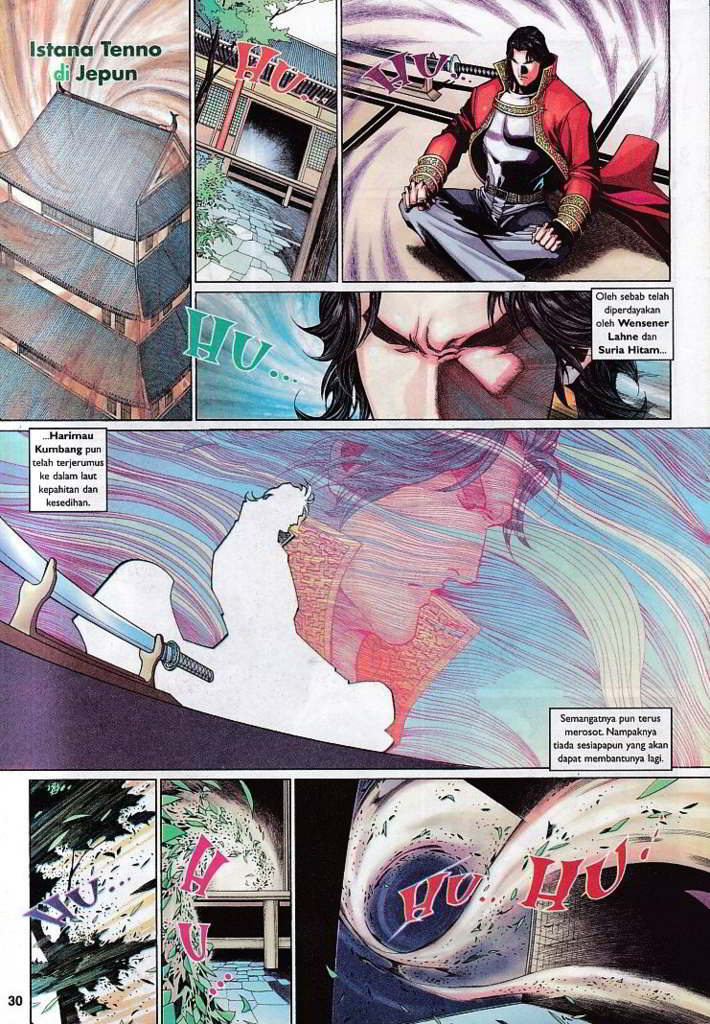 Istana Tenno
di Jepun
HU...
HU...
HU...
Oleh sebab telah
diperdayakan
oleh Wensener
Lahne dan
Suria Hitam...
...Harimau
Kumbang pun
telah terjerumus
ke dalam laut
kepahitan dan
kesedihan.
Semangatnya pun terus
merosot. Nampaknya
tiada sesiapapun yang akan
dapat membantunya lagi.
HU...
HU...
HU...
HU!
30